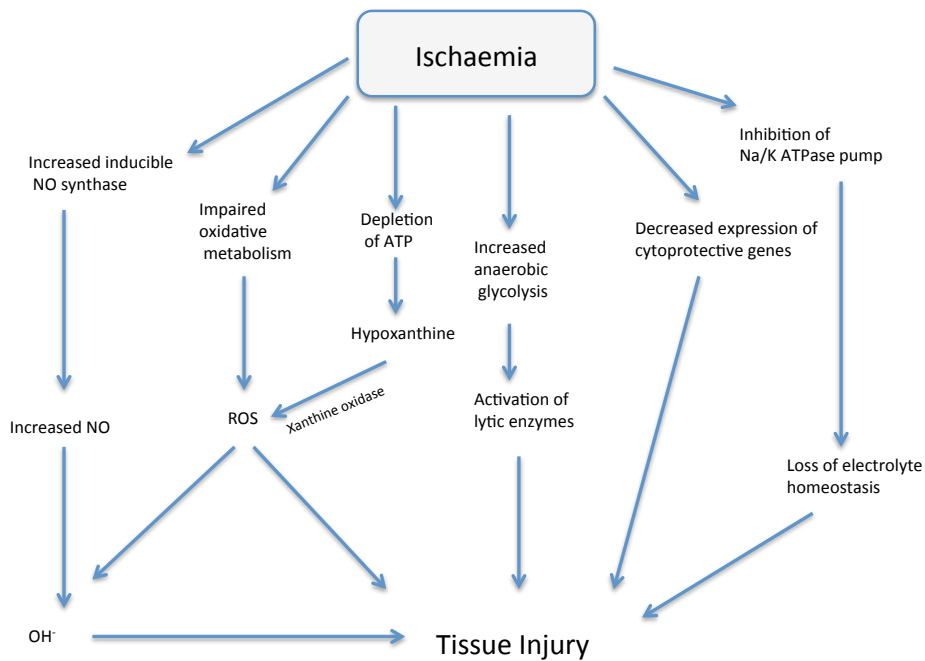 Ischaemia
Increased inducible
NO synthase
Impaired
oxidative
metabolism
Depletion
of ATP
Increased
anaerobic
glycolysis
Decreased expression of
cytoprotective genes
Inhibition of
Na/K ATPase pump
Hypoxanthine
Xanthine oxidase
ROS
Increased NO
Activation of
lytic enzymes
Loss of electrolyte
homeostasis
OH⁻
Tissue Injury